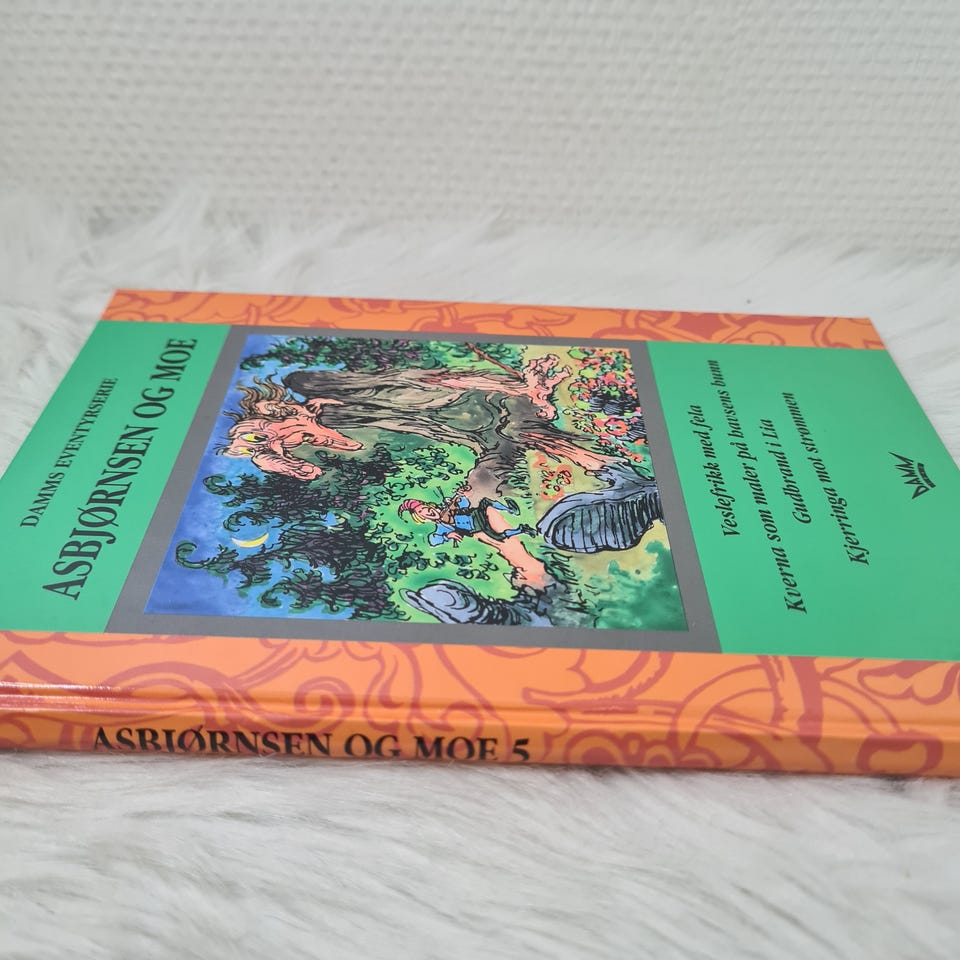 DAMMS EVENTYRSERIE
ASBJØRNSEN OG MOE
Veslefrikk med fela
Kverna som maler på havsens bunn
Gudbrand i Lia
Kjerringa mot strømmen
DAMM
ASBJØRNSEN OG MOE 5